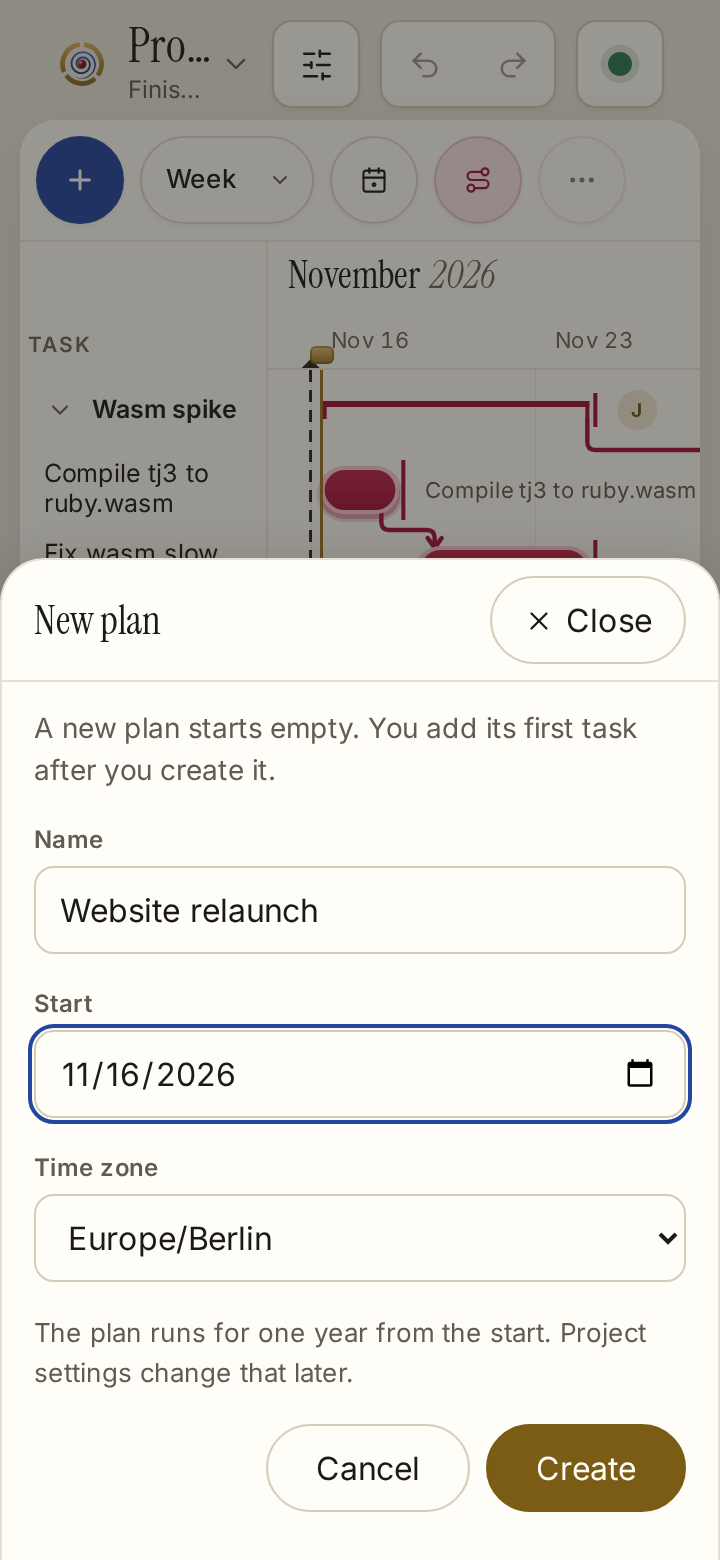 Pro...
Finis...
Week
November 2026
TASK
Nov 16
Nov 23
Wasm spike
J
Compile tj3 to
ruby.wasm
Compile tj3 to ruby.wasm
Fix wasm slow
New plan
Close
A new plan starts empty. You add its first task
after you create it.
Name
Website relaunch
Start
11/16/2026
Time zone
Europe/Berlin
The plan runs for one year from the start. Project
settings change that later.
Cancel
Create